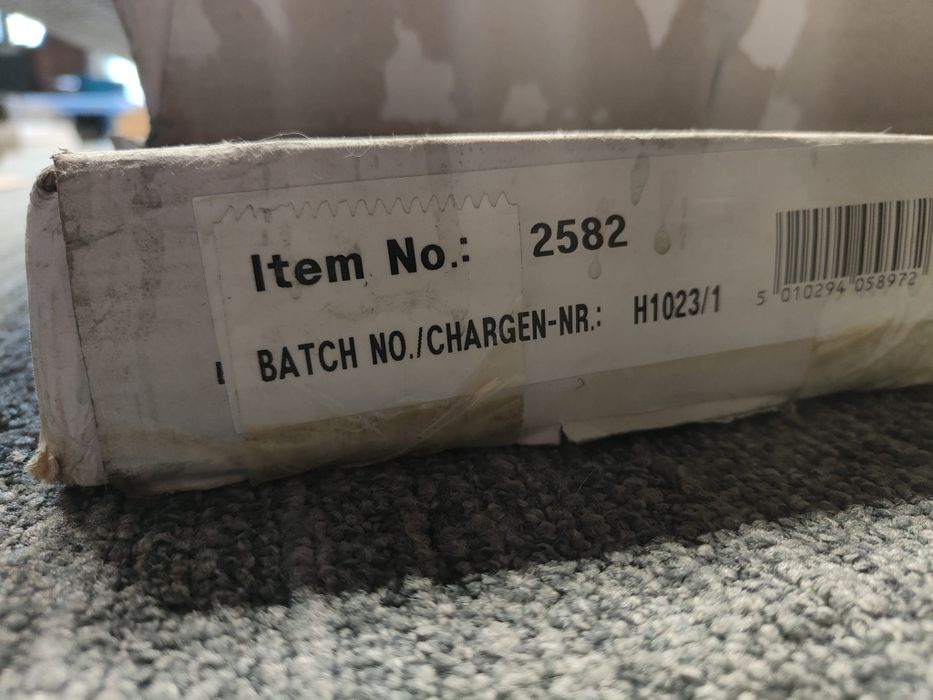 Item No.: 2582
BATCH NO./CHARGEN-NR.: H1023/1
5 010294 058972